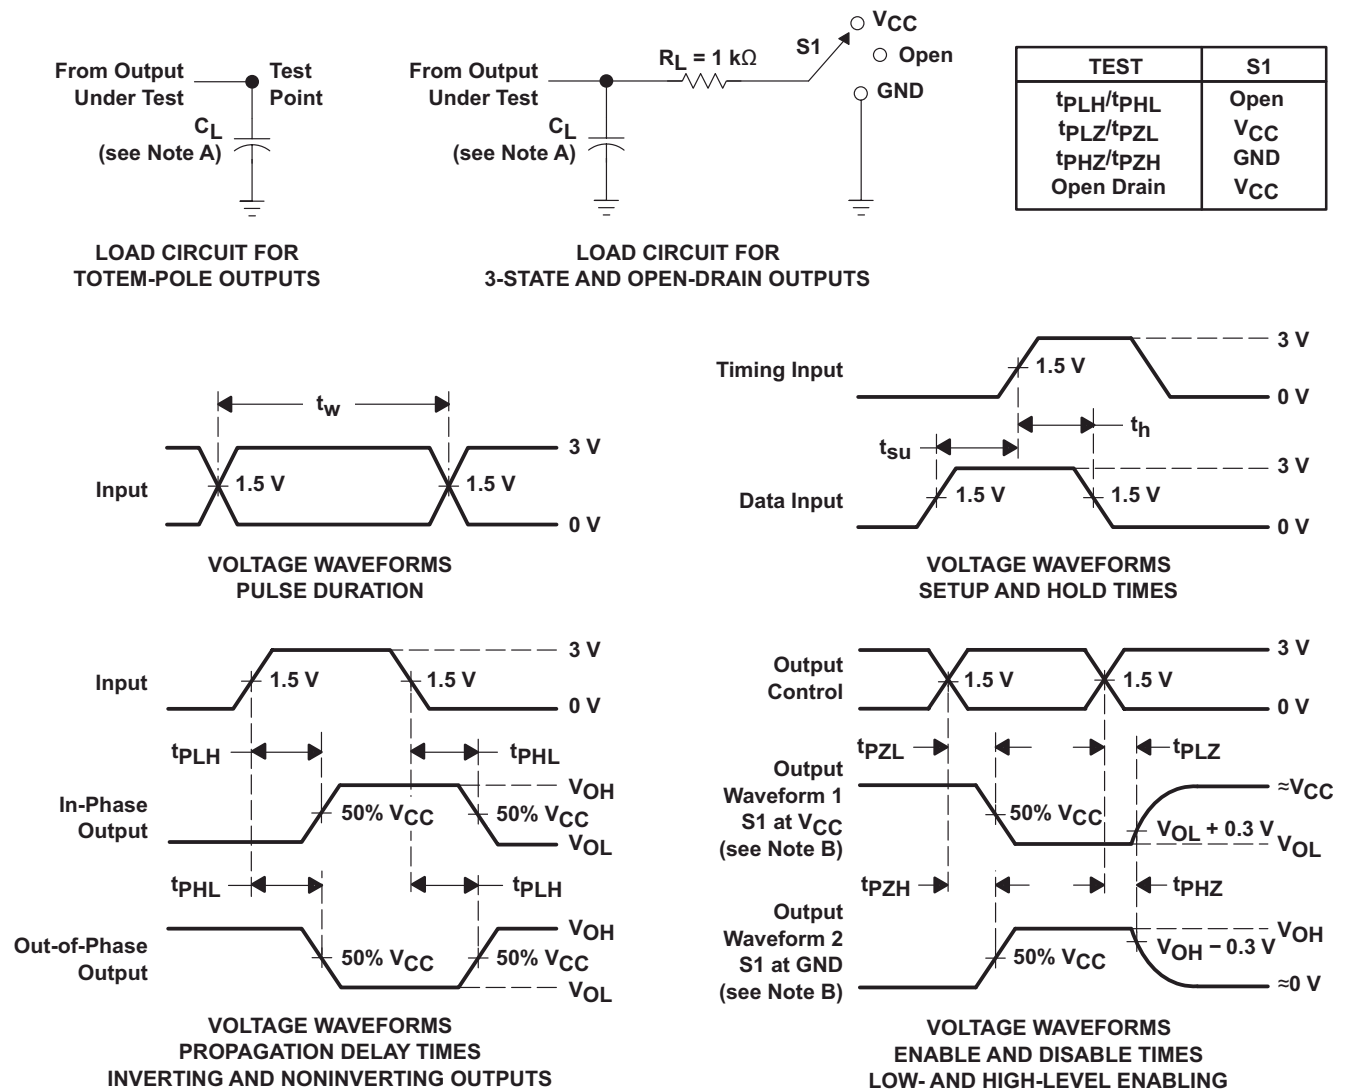 From Output
Under Test
Test
Point
CL
(see Note A)
LOAD CIRCUIT FOR
TOTEM-POLE OUTPUTS
From Output
Under Test
RL = 1 kΩ
S1
VCC
Open
GND
CL
(see Note A)
LOAD CIRCUIT FOR
3-STATE AND OPEN-DRAIN OUTPUTS
TEST S1
tPLH/tPHL Open
tPLZ/tPZL VCC
tPHZ/tPZH GND
Open Drain VCC
tw
Input
1.5 V
1.5 V
3 V
0 V
VOLTAGE WAVEFORMS
PULSE DURATION
Timing Input
1.5 V
3 V
0 V
tsu
th
Data Input
1.5 V
1.5 V
3 V
0 V
VOLTAGE WAVEFORMS
SETUP AND HOLD TIMES
Input
1.5 V
1.5 V
3 V
0 V
tPLH
tPHL
In-Phase
Output
50% VCC
50% VCC
VOH
VOL
tPHL
tPLH
Out-of-Phase
Output
50% VCC
50% VCC
VOH
VOL
VOLTAGE WAVEFORMS
PROPAGATION DELAY TIMES
INVERTING AND NONINVERTING OUTPUTS
Output
Control
1.5 V
1.5 V
3 V
0 V
tPZL
tPLZ
Output
Waveform 1
S1 at VCC
(see Note B)
50% VCC
VOL + 0.3 V
≈VCC
VOL
tPZH
tPHZ
Output
Waveform 2
S1 at GND
(see Note B)
50% VCC
VOH − 0.3 V
VOH
≈0 V
VOLTAGE WAVEFORMS
ENABLE AND DISABLE TIMES
LOW- AND HIGH-LEVEL ENABLING